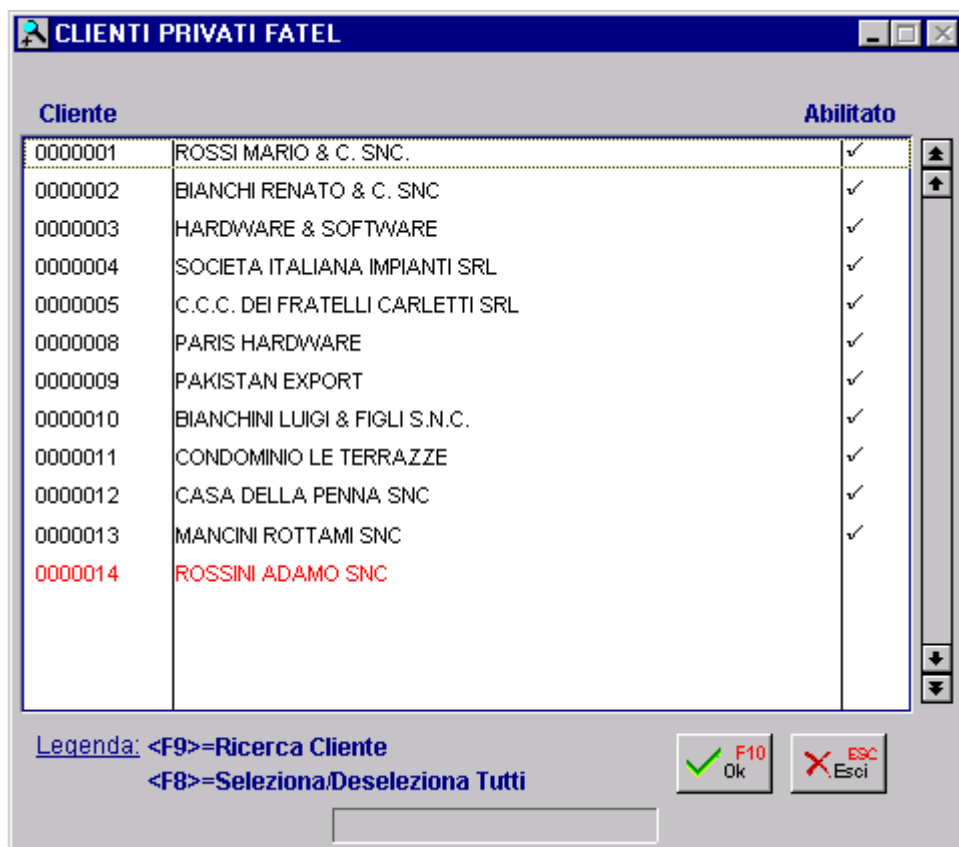 CLIENTI PRIVATI FATEL
Cliente Abilitato
0000001 ROSSI MARIO & C. SNC.
0000002 BIANCHI RENATO & C. SNC
0000003 HARDWARE & SOFTWARE
0000004 SOCIETA ITALIANA IMPIANTI SRL
0000005 C.C.C. DEI FRATELLI CARLETTI SRL
0000008 PARIS HARDWARE
0000009 PAKISTAN EXPORT
0000010 BIANCHINI LUIGI & FIGLI S.N.C.
0000011 CONDOMINIO LE TERRAZZE
0000012 CASA DELLA PENNA SNC
0000013 MANCINI ROTTAMI SNC
0000014 ROSSINI ADAMO SNC
Legenda: <F9>=Ricerca Cliente
<F8>=Seleziona/Deseleziona Tutti
F10 Ok
ESC Esci